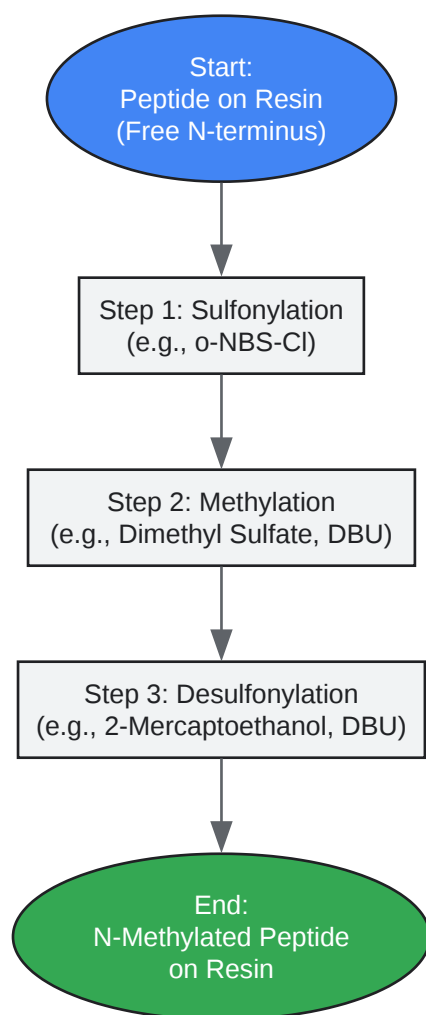 Start:
Peptide on Resin
(Free N-terminus)
Step 1: Sulfonylation
(e.g., o-NBS-Cl)
Step 2: Methylation
(e.g., Dimethyl Sulfate, DBU)
Step 3: Desulfonylation
(e.g., 2-Mercaptoethanol, DBU)
End:
N-Methylated Peptide
on Resin